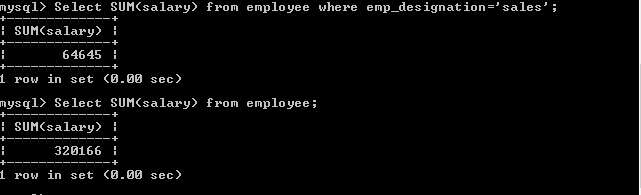 mysql> Select SUM(salary) from employee where emp_designation='sales';
+-------------+
| SUM(salary) |
+-------------+
|       64645 |
+-------------+
1 row in set (0.00 sec)
mysql> Select SUM(salary) from employee;
+-------------+
| SUM(salary) |
+-------------+
|      320166 |
+-------------+
1 row in set (0.00 sec)